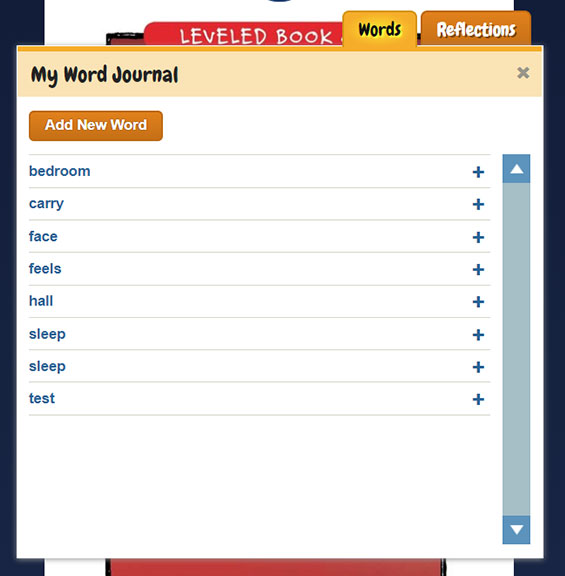 LEVELED BOOK
Words
Reflections
My Word Journal
×
Add New Word
bedroom +
carry +
face +
feels +
hall +
sleep +
sleep +
test +